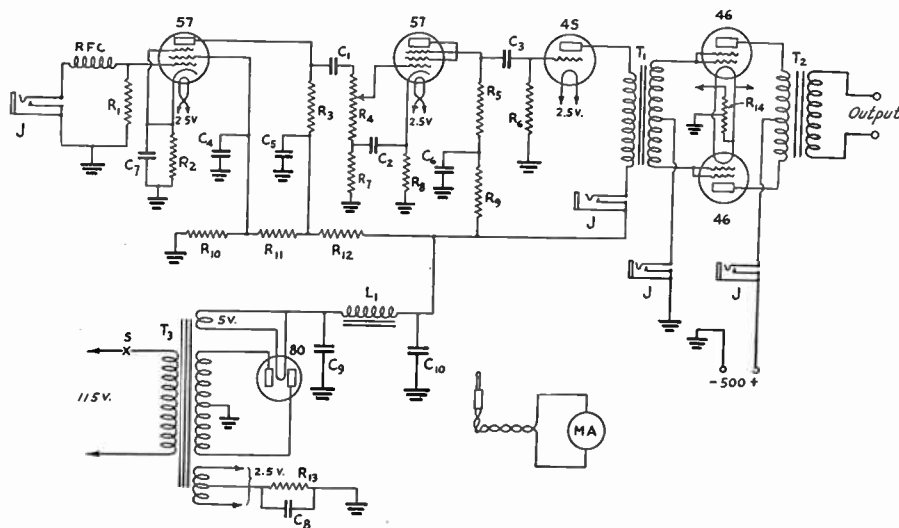 57
57
45
46
RFC
C1
C3
T1
T2
R1
2.5V
R3
R4
2.5V
R5
R6
2.5V.
R14
Output
J
C7
R2
C4
C5
R7
C2
R8
C6
R9
46
J
R10
R11
R12
J
J
L1
5V.
T3
S
80
C9
C10
-500+
115V.
MA
2.5V.
R13
C8